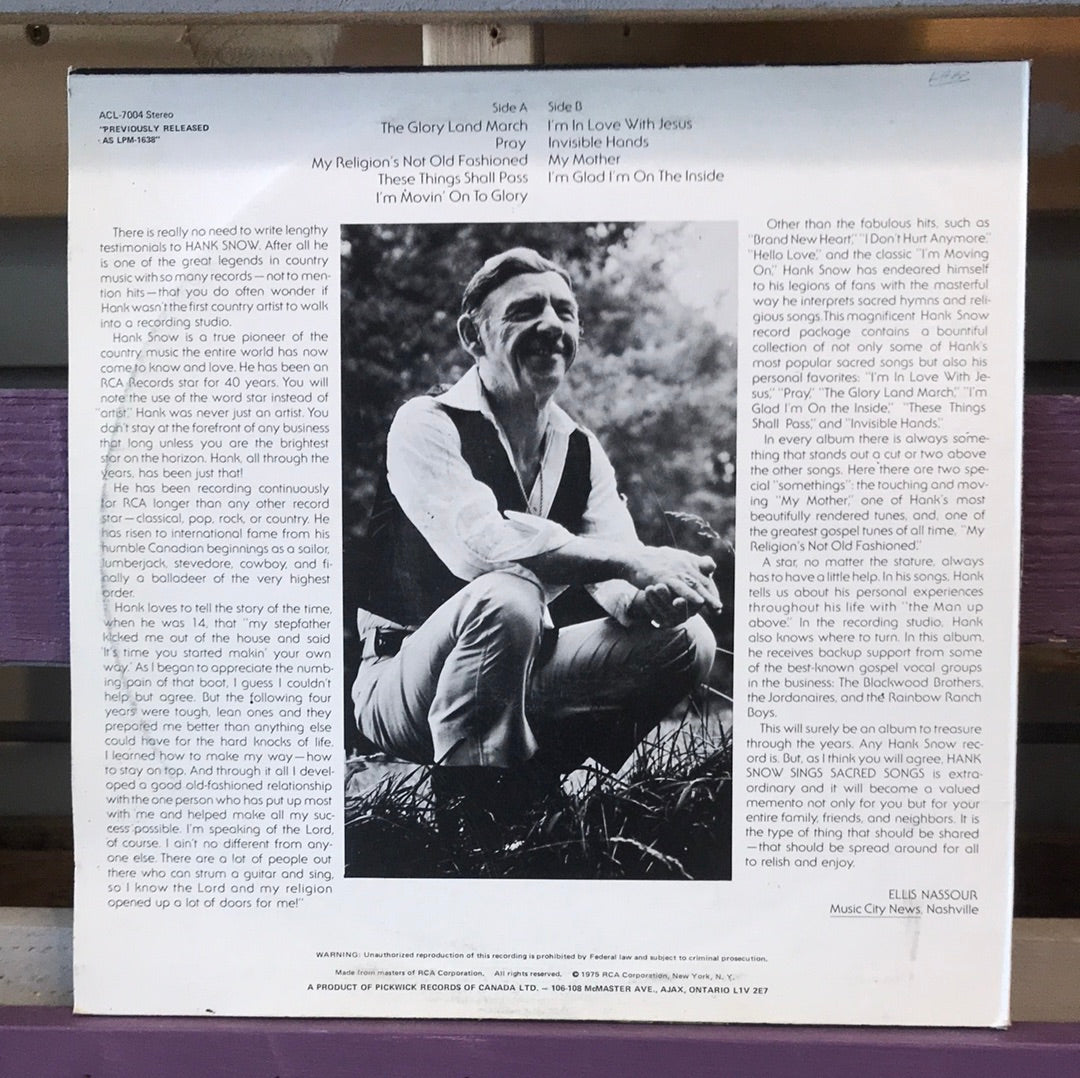 ACL-7004 Stereo
"PREVIOUSLY RELEASED
AS LPM-1638"
Side A
The Glory Land March
Pray
My Religion's Not Old Fashioned
These Things Shall Pass
I'm Movin' On To Glory
Side B
I'm In Love With Jesus
Invisible Hands
My Mother
I'm Glad I'm On The Inside
There is really no need to write lengthy
testimonials to HANK SNOW. After all he
is one of the great legends in country
music with so many records—not to men-
tion hits—that you do often wonder if
Hank wasn't the first country artist to walk
into a recording studio.
Hank Snow is a true pioneer of the
country music the entire world has now
come to know and love. He has been an
RCA Records star for 40 years. You will
note the use of the word star instead of
"artist." Hank was never just an artist. You
don't stay at the forefront of any business
that long unless you are the brightest
star on the horizon. Hank, all through the
years, has been just that!
He has been recording continuously
for RCA longer than any other record
star—classical, pop, rock, or country. He
has risen to international fame from his
humble Canadian beginnings as a sailor,
lumberjack, stevedore, cowboy, and fi-
nally a balladeer of the very highest
order.
Hank loves to tell the story of the time,
when he was 14, that "my stepfather
kicked me out of the house and said
'It's time you started makin' your own
way.' As I began to appreciate the numb-
ing pain of that boot, I guess I couldn't
help but agree. But the following four
years were tough, lean ones and they
prepared me better than anything else
could have for the hard knocks of life.
I learned how to make my way—how
to stay on top. And through it all I devel-
oped a good old-fashioned relationship
with the one person who has put up most
with me and helped make all my suc-
cess possible. I'm speaking of the Lord,
of course. I ain't no different from any-
one else. There are a lot of people out
there who can strum a guitar and sing,
so I know the Lord and my religion
opened up a lot of doors for me!"
Other than the fabulous hits, such as
"Brand New Heart," "I Don't Hurt Anymore,"
"Hello Love," and the classic "I'm Moving
On," Hank Snow has endeared himself
to his legions of fans with the masterful
way he interprets sacred hymns and reli-
gious songs. This magnificent Hank Snow
record package contains a bountiful
collection of not only some of Hank's
most popular sacred songs but also his
personal favorites: "I'm In Love With Je-
sus," "Pray," "The Glory Land March," "I'm
Glad I'm On the Inside," "These Things
Shall Pass," and "Invisible Hands."
In every album there is always some-
thing that stands out a cut or two above
the other songs. Here there are two spe-
cial "somethings": the touching and mov-
ing "My Mother," one of Hank's most
beautifully rendered tunes, and, one of
the greatest gospel tunes of all time, "My
Religion's Not Old Fashioned."
A star, no matter the stature, always
has to have a little help. In his songs, Hank
tells us about his personal experiences
throughout his life with "the Man up
above." In the recording studio, Hank
also knows where to turn. In this album,
he receives backup support from some
of the best-known gospel vocal groups
in the business: The Blackwood Brothers,
the Jordanaires, and the Rainbow Ranch
Boys.
This will surely be an album to treasure
through the years. Any Hank Snow rec-
ord is. But, as I think you will agree, HANK
SNOW SINGS SACRED SONGS is extra-
ordinary and it will become a valued
memento not only for you but for your
entire family, friends, and neighbors. It is
the type of thing that should be shared
—that should be spread around for all
to relish and enjoy.
ELLIS NASSOUR
Music City News, Nashville
WARNING: Unauthorized reproduction of this recording is prohibited by Federal law and subject to criminal prosecution.
Made from masters of RCA Corporation. All rights reserved. © 1975 RCA Corporation, New York, N. Y.
A PRODUCT OF PICKWICK RECORDS OF CANADA LTD. — 106-108 McMASTER AVE., AJAX, ONTARIO L1V 2E7